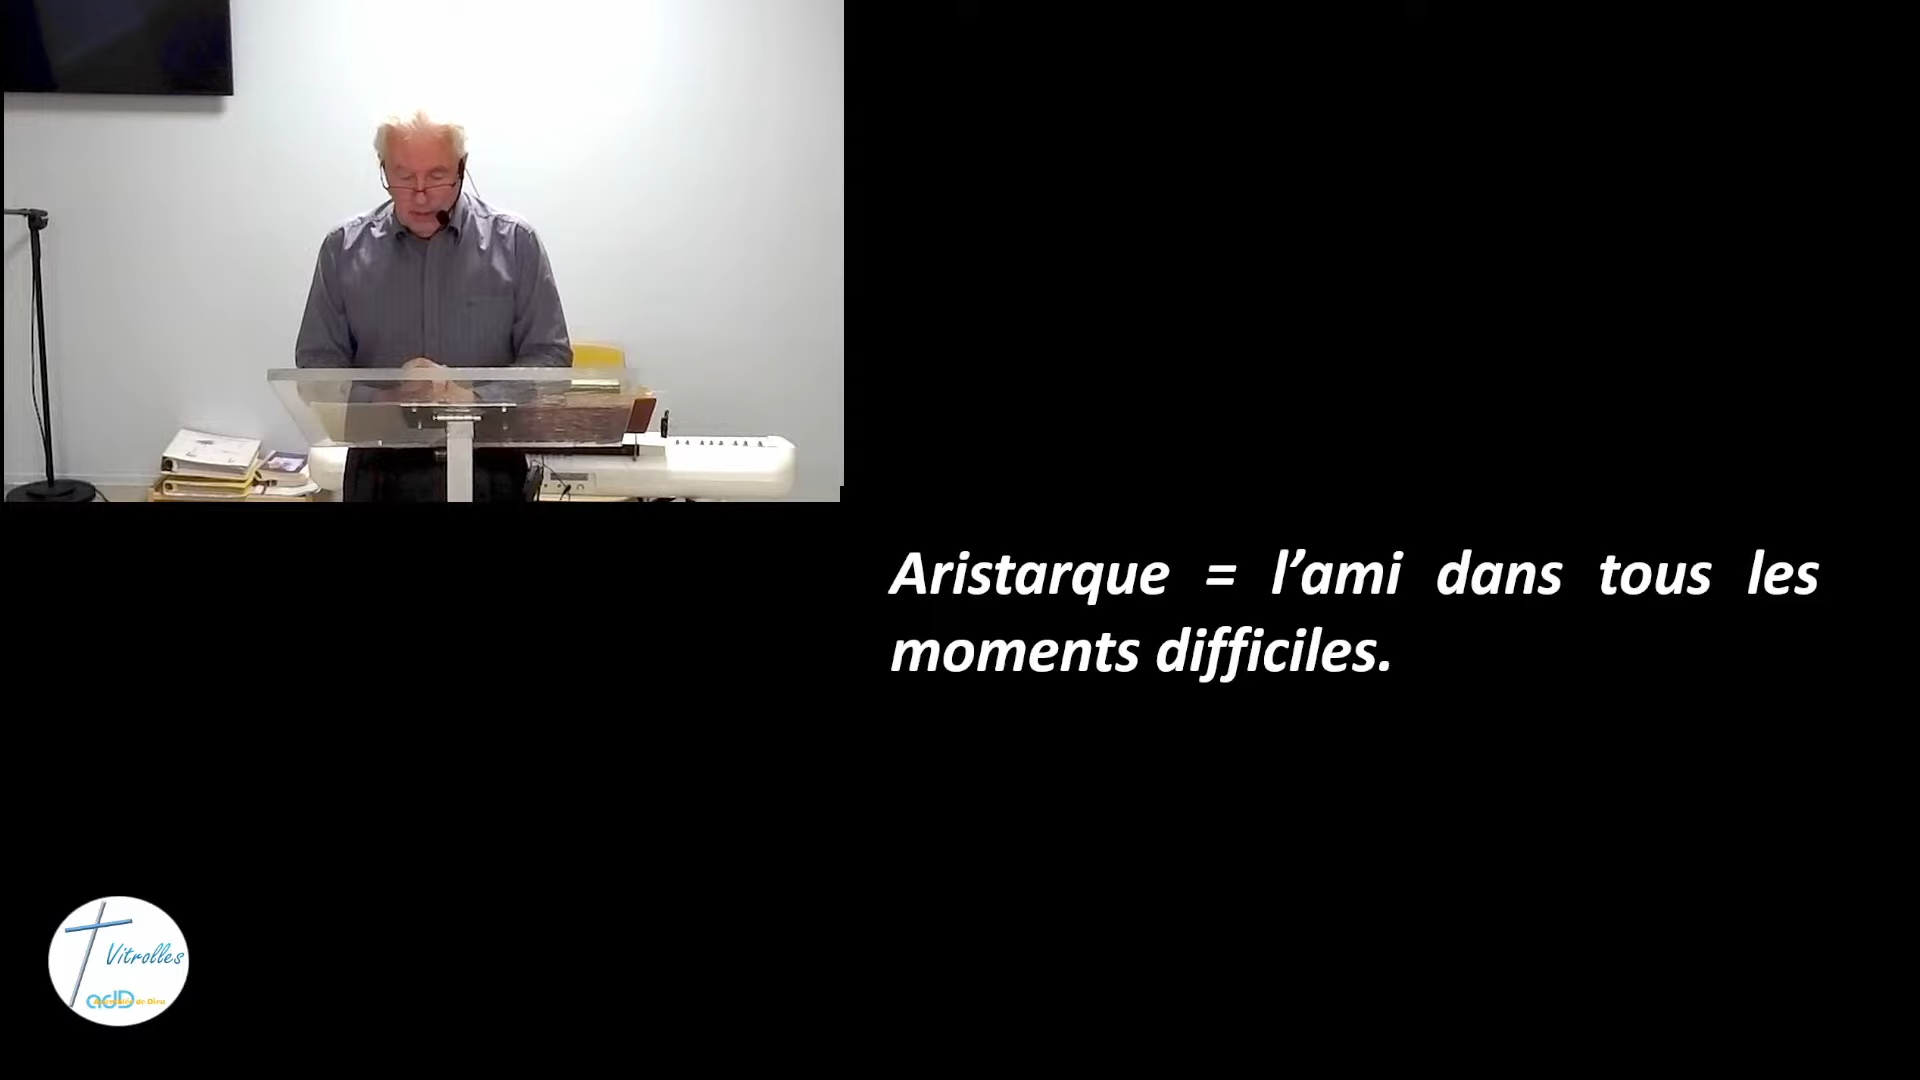 Aristarque = l’ami dans tous les
moments difficiles.
Vitrolles
adD